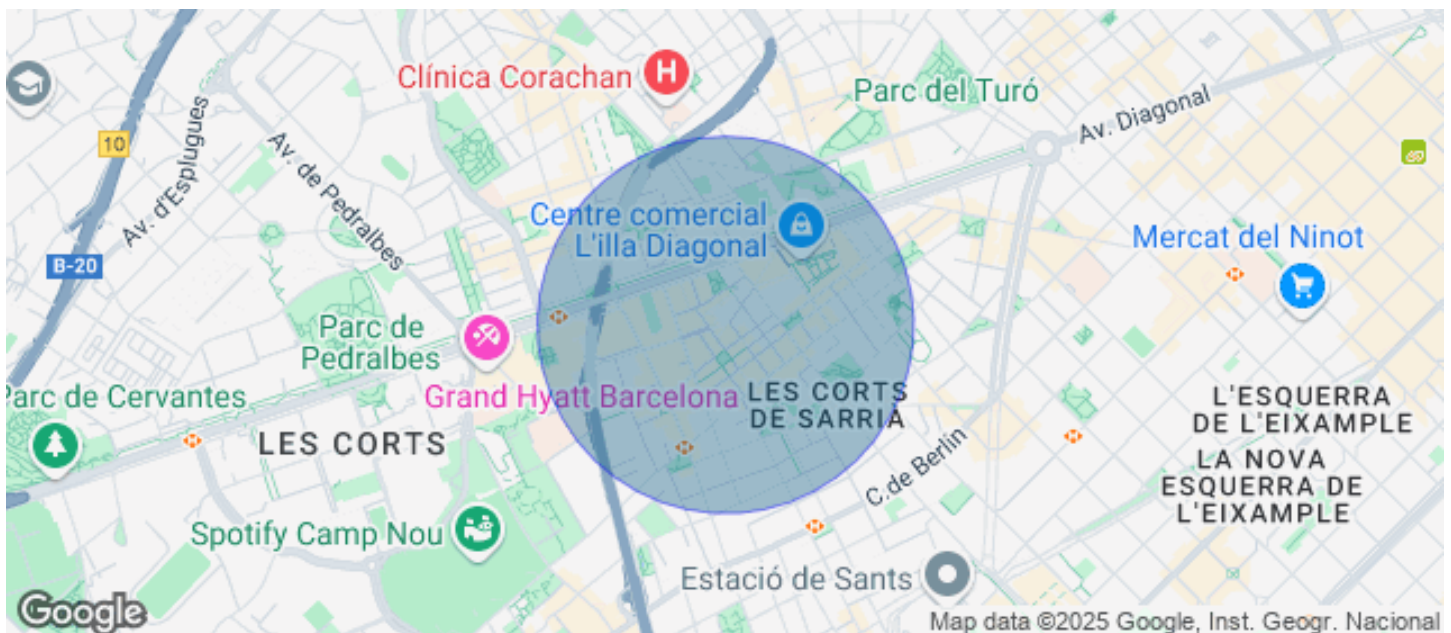 Clínica Corachan
H
Parc del Turó
Av. Diagonal
10
Av. d'Esplugues
Av. de Pedralbes
Centre comercial
L'illa Diagonal
Mercat del Ninot
B-20
Parc de
Pedralbes
Grand Hyatt Barcelona
LES CORTS
DE SARRIÀ
Parc de Cervantes
LES CORTS
L'ESQUERRA
DE L'EIXAMPLE
LA NOVA
ESQUERRA DE
L'EIXAMPLE
C. de Berlin
Spotify Camp Nou
Estació de Sants
Google
Map data ©2025 Google, Inst. Geogr. Nacional